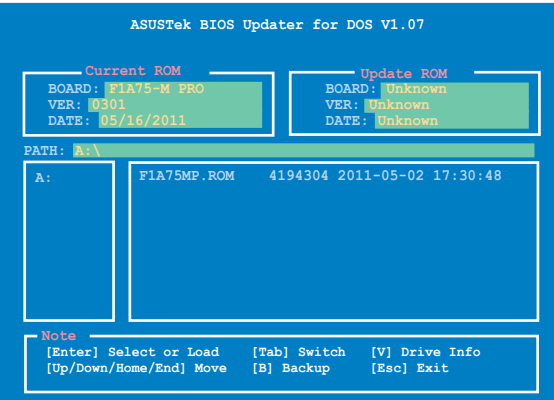 ASUSTek BIOS Updater for DOS V1.07
Current ROM
BOARD: F1A75-M PRO
VER: 0301
DATE: 05/16/2011
Update ROM
BOARD: Unknown
VER: Unknown
DATE: Unknown
PATH: A:\
A:
F1A75MP.ROM 4194304 2011-05-02 17:30:48
Note
[Enter] Select or Load [Tab] Switch [V] Drive Info
[Up/Down/Home/End] Move [B] Backup [Esc] Exit